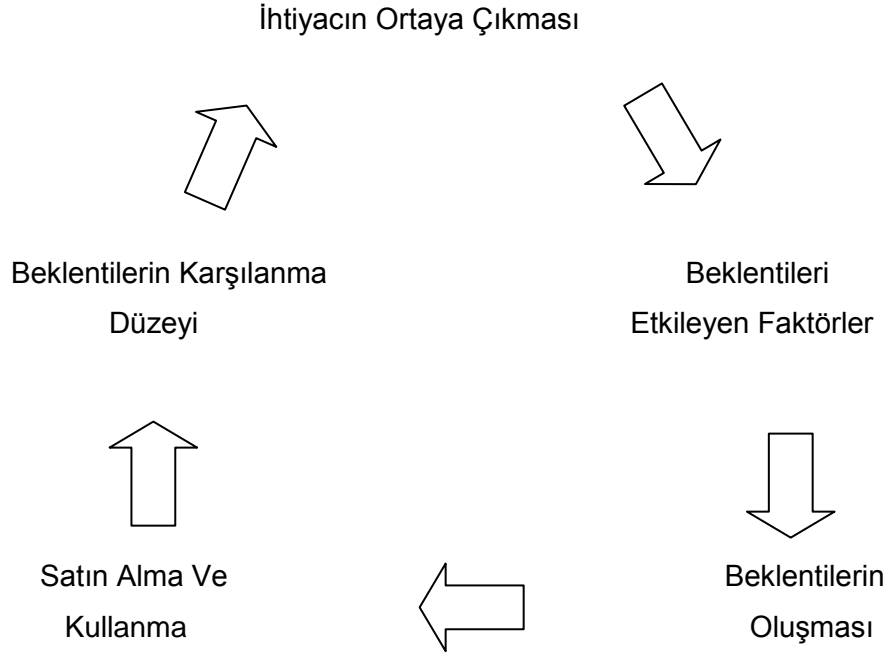 İhtiyacın Ortaya Çıkması
Beklentilerin Karşılanma
Düzeyi
Beklentileri
Etkileyen Faktörler
Satın Alma Ve
Kullanma
Beklentilerin
Oluşması